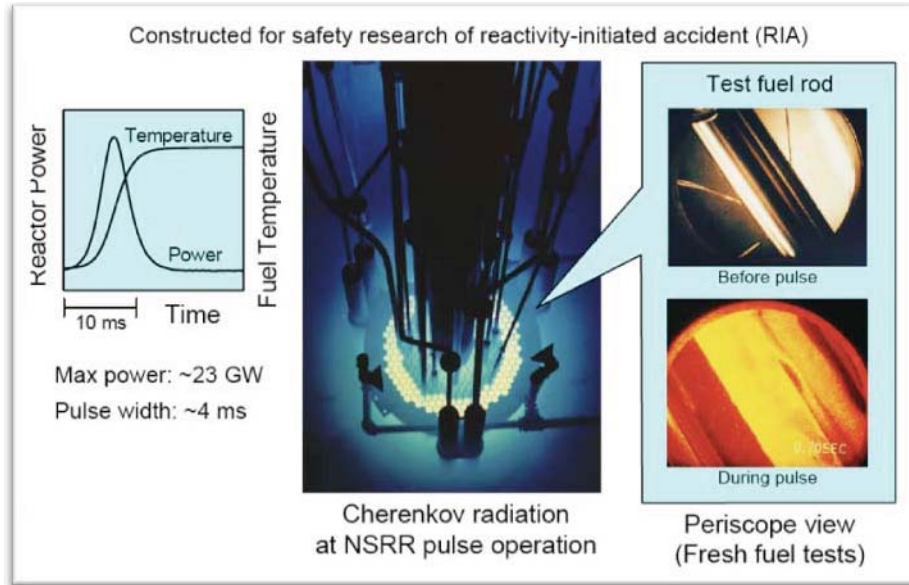 Constructed for safety research of reactivity-initiated accident (RIA)
Reactor Power
Temperature
Power
Fuel Temperature
10 ms
Time
Max power: ~23 GW
Pulse width: ~4 ms
Cherenkov radiation
at NSRR pulse operation
Test fuel rod
Before pulse
0.70SEC
During pulse
Periscope view
(Fresh fuel tests)